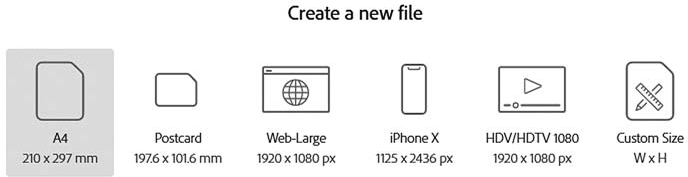 Create a new file
A4
210 x 297 mm
Postcard
197.6 x 101.6 mm
Web-Large
1920 x 1080 px
iPhone X
1125 x 2436 px
HDV/HDTV 1080
1920 x 1080 px
Custom Size
W x H